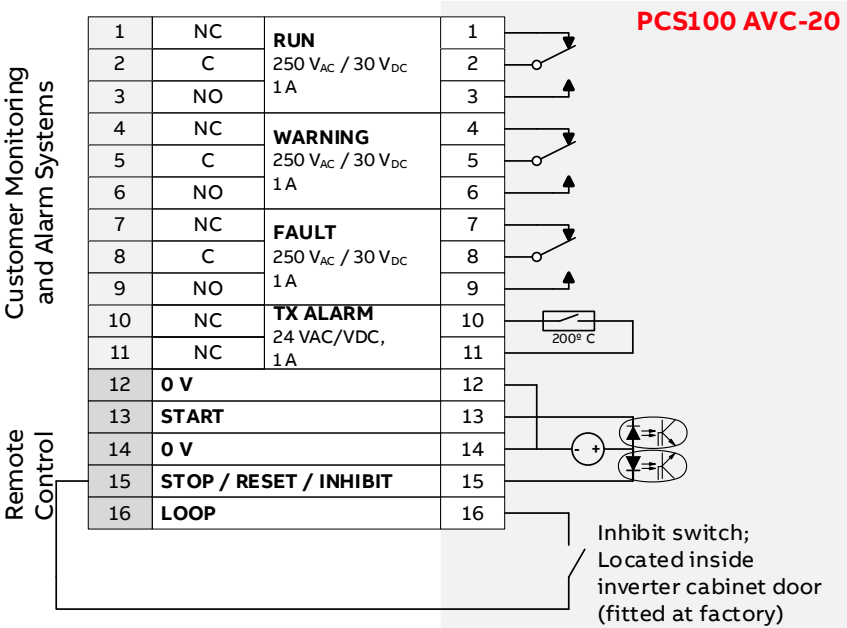 PCS100 AVC-20
Customer Monitoring
and Alarm Systems
1 NC RUN 1
2 C 250 VAC / 30 VDC 2
3 NO 1 A 3
4 NC WARNING 4
5 C 250 VAC / 30 VDC 5
6 NO 1 A 6
7 NC FAULT 7
8 C 250 VAC / 30 VDC 8
9 NO 1 A 9
10 NC TX ALARM 10
11 NC 24 VAC/VDC, 11
1 A
200º C
Remote
Control
12 0 V 12
13 START 13
14 0 V 14
- +
15 STOP / RESET / INHIBIT 15
16 LOOP 16
Inhibit switch;
Located inside
inverter cabinet door
(fitted at factory)